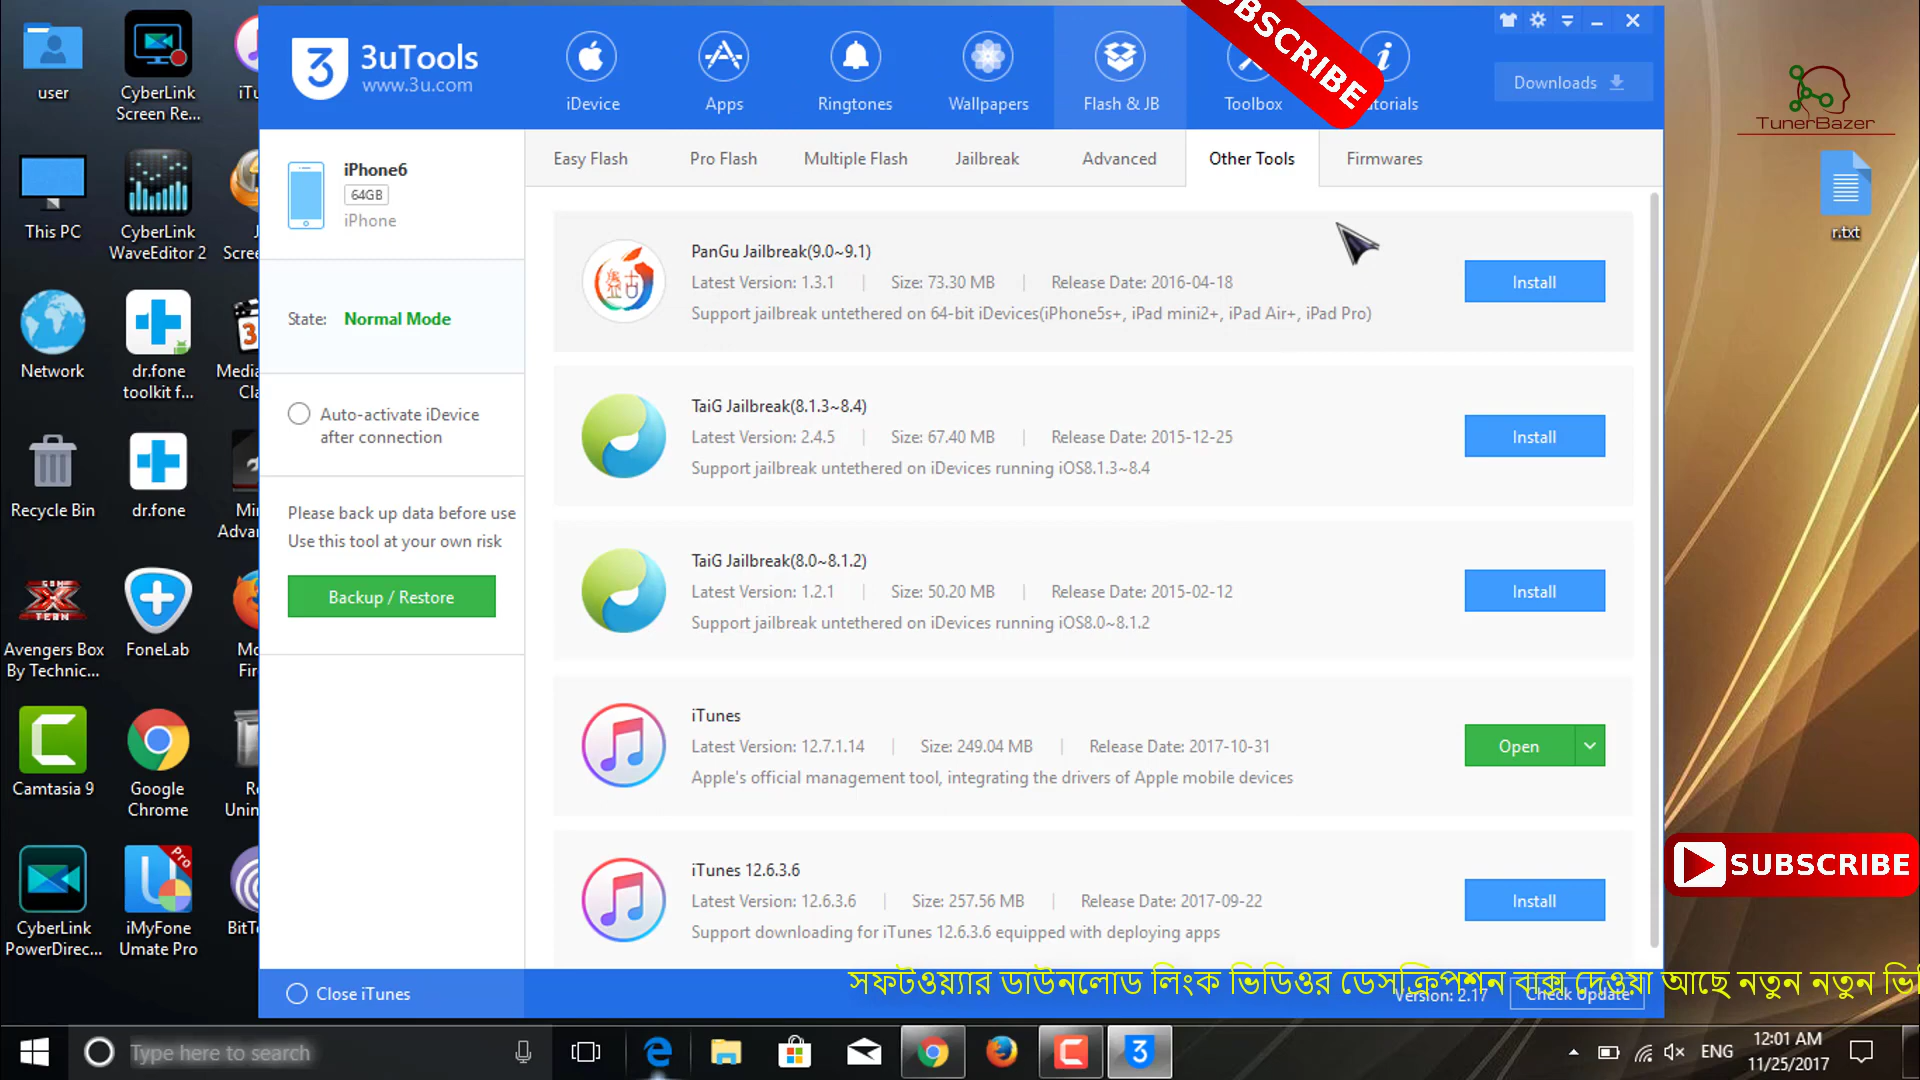 user
CyberLink
Screen Re...
This PC
CyberLink
WaveEditor 2
Network
dr.fone
toolkit f...
Recycle Bin
dr.fone
Avengers Box
By Technic...
FoneLab
Camtasia 9
Google
Chrome
CyberLink
PowerDirec...
iMyFone
Umate Pro
Pro
3uTools
www.3u.com
iDevice
Apps
Ringtones
Wallpapers
Flash & JB
Toolbox
SUBSCRIBE
Downloads
TunerBazer
r.txt
iPhone6
64GB
iPhone
State: Normal Mode
Auto-activate iDevice
after connection
Please back up data before use
Use this tool at your own risk
Backup / Restore
Close iTunes
Easy Flash
Pro Flash
Multiple Flash
Jailbreak
Advanced
Other Tools
Firmwares
PanGu Jailbreak(9.0~9.1)
Latest Version: 1.3.1 | Size: 73.30 MB | Release Date: 2016-04-18
Support jailbreak untethered on 64-bit iDevices(iPhone5s+, iPad mini2+, iPad Air+, iPad Pro)
Install
TaiG Jailbreak(8.1.3~8.4)
Latest Version: 2.4.5 | Size: 67.40 MB | Release Date: 2015-12-25
Support jailbreak untethered on iDevices running iOS8.1.3~8.4
Install
TaiG Jailbreak(8.0~8.1.2)
Latest Version: 1.2.1 | Size: 50.20 MB | Release Date: 2015-02-12
Support jailbreak untethered on iDevices running iOS8.0~8.1.2
Install
iTunes
Latest Version: 12.7.1.14 | Size: 249.04 MB | Release Date: 2017-10-31
Apple's official management tool, integrating the drivers of Apple mobile devices
Open
iTunes 12.6.3.6
Latest Version: 12.6.3.6 | Size: 257.56 MB | Release Date: 2017-09-22
Support downloading for iTunes 12.6.3.6 equipped with deploying apps
Install
SUBSCRIBE
সফটওয়্যার ডাউনলোড লিংক ভিডিওর ডেসক্রিপশন বাক্স দেওয়া আছে নতুন নতুন
Version: 2.17
Check Update
Type here to search
ENG
12:01 AM
11/25/2017